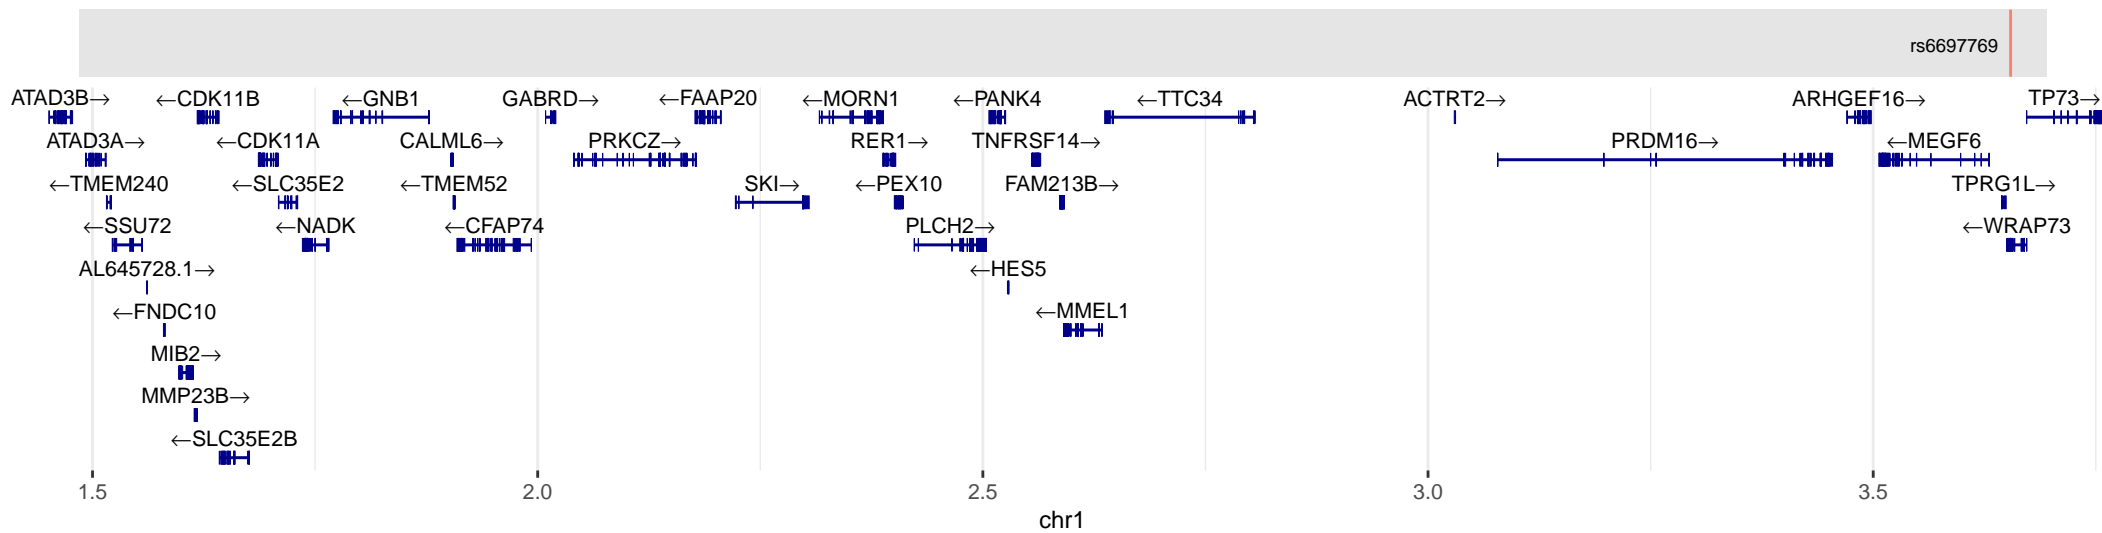 rs6697769
ATAD3B→ ←CDK11B ←GNB1 GABRD→ ←FAAP20 ←MORN1 ←PANK4 ←TTC34 ACTRT2→ ARHGEF16→ TP73→
ATAD3A→ ←CDK11A CALML6→ PRKCZ→ RER1→ TNFRSF14→ PRDM16→ ←MEGF6
←TMEM240 ←SLC35E2 ←TMEM52 SKI→ ←PEX10 FAM213B→ TPRG1L→
←SSU72 ←NADK ←CFAP74 PLCH2→ ←WRAP73
AL645728.1→ ←HES5
←FNDC10 ←MMEL1
MIB2→
MMP23B→
←SLC35E2B
1.5 2.0 2.5 3.0 3.5
chr1